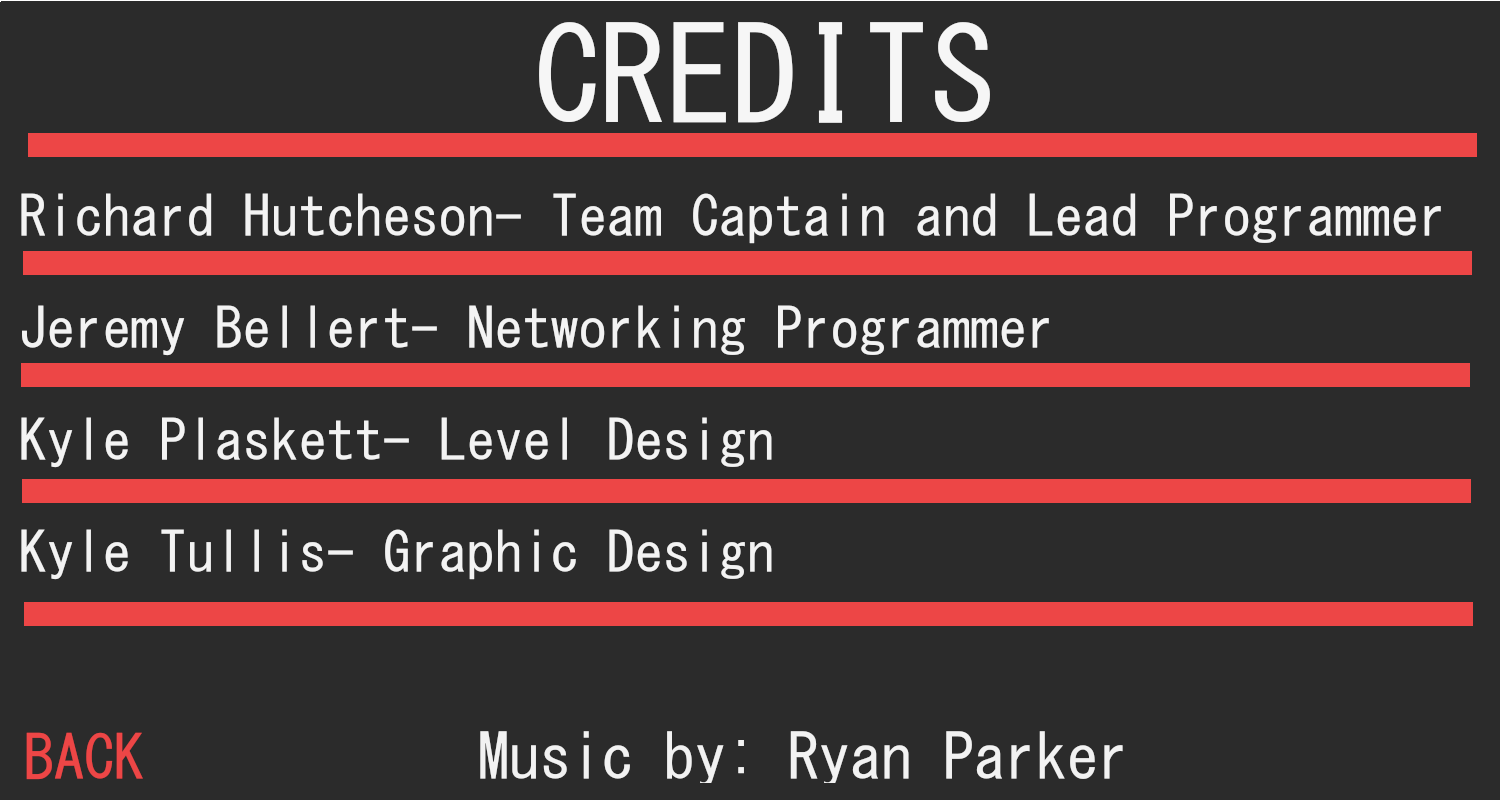 CREDITS
Richard Hutcheson- Team Captain and Lead Programmer
Jeremy Bellert- Networking Programmer
Kyle Plaskett- Level Design
Kyle Tullis- Graphic Design
BACK
Music by: Ryan Parker